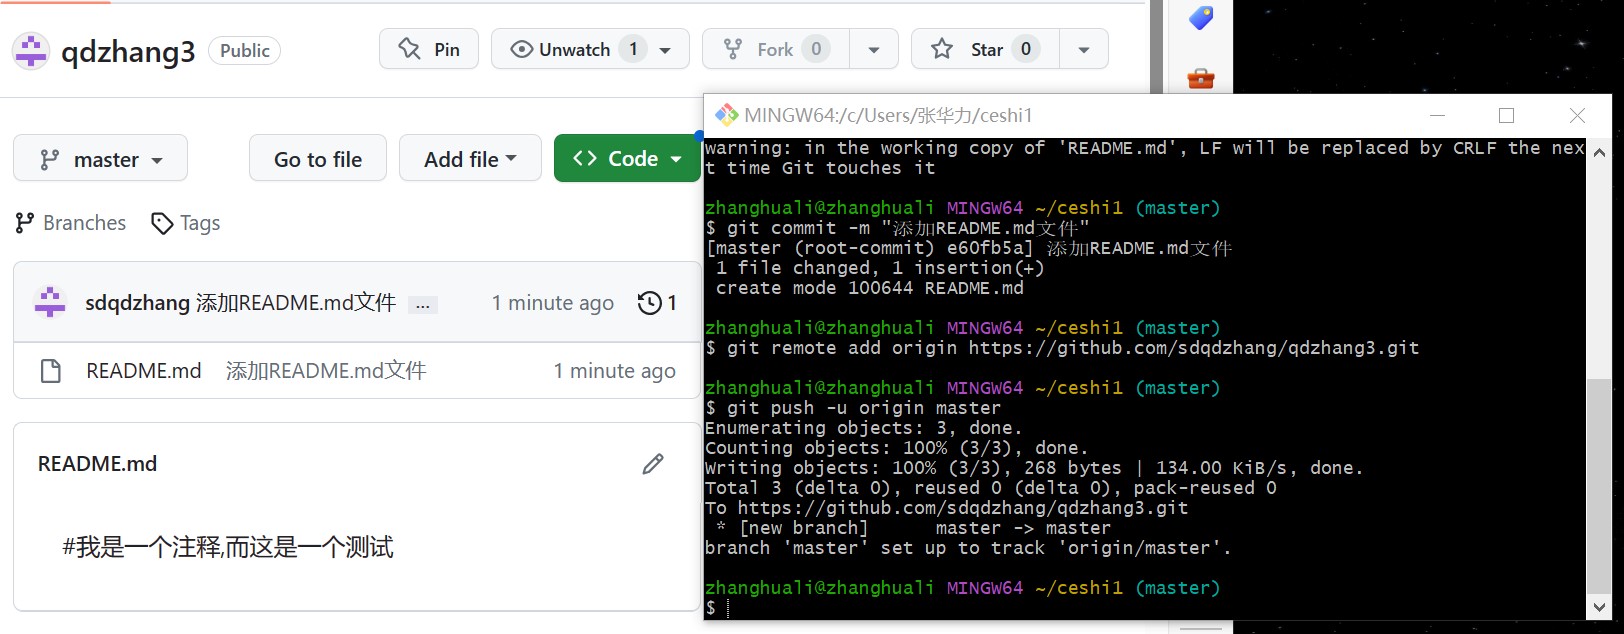 qdzhang3 Public Pin Unwatch 1 Fork 0 Star 0
master Go to file Add file Code
Branches Tags
sdqdzhang 添加README.md文件 ... 1 minute ago 1
README.md 添加README.md文件 1 minute ago
README.md
#我是一个注释,而这是一个测试
MINGW64:/c/Users/张华力/ceshi1
warning: in the working copy of 'README.md', LF will be replaced by CRLF the nex
t time Git touches it
zhanghuali@zhanghuali MINGW64 ~/ceshi1 (master)
$ git commit -m "添加README.md文件"
[master (root-commit) e60fb5a] 添加README.md文件
1 file changed, 1 insertion(+)
create mode 100644 README.md
zhanghuali@zhanghuali MINGW64 ~/ceshi1 (master)
$ git remote add origin https://github.com/sdqdzhang/qdzhang3.git
zhanghuali@zhanghuali MINGW64 ~/ceshi1 (master)
$ git push -u origin master
Enumerating objects: 3, done.
Counting objects: 100% (3/3), done.
Writing objects: 100% (3/3), 268 bytes | 134.00 KiB/s, done.
Total 3 (delta 0), reused 0 (delta 0), pack-reused 0
To https://github.com/sdqdzhang/qdzhang3.git
* [new branch] master -> master
branch 'master' set up to track 'origin/master'.
zhanghuali@zhanghuali MINGW64 ~/ceshi1 (master)
$